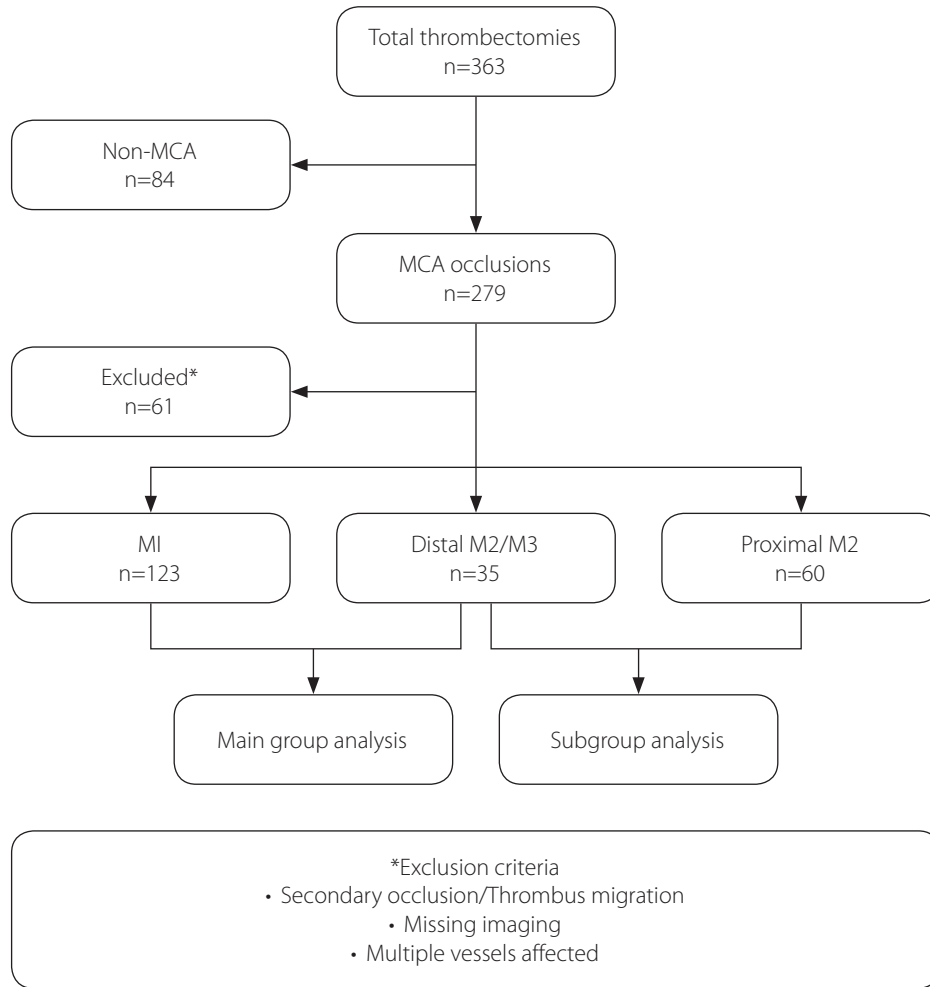 Total thrombectomies
n=363
Non-MCA
n=84
MCA occlusions
n=279
Excluded*
n=61
MI
n=123
Distal M2/M3
n=35
Proximal M2
n=60
Main group analysis
Subgroup analysis
*Exclusion criteria
• Secondary occlusion/Thrombus migration
• Missing imaging
• Multiple vessels affected